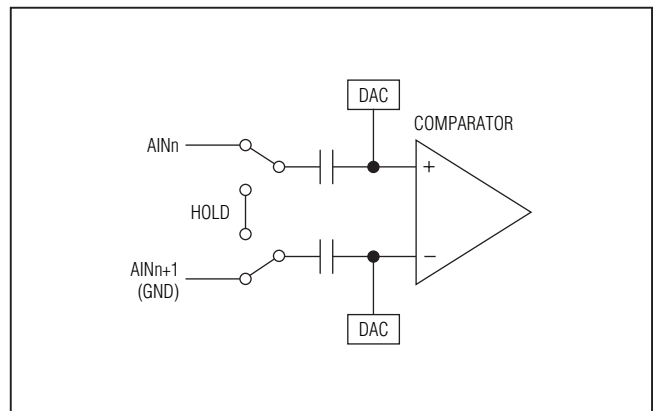 DAC
COMPARATOR
AINn
+
HOLD
AINn+1
(GND)
−
DAC